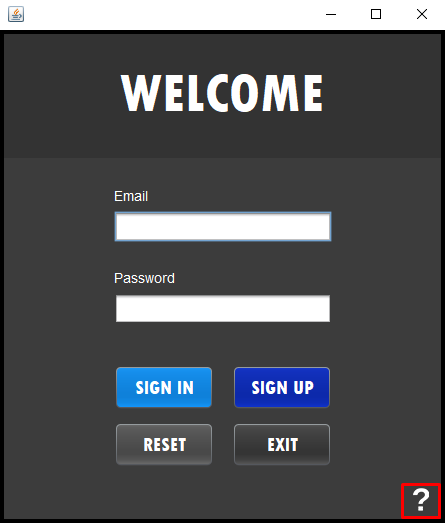 WELCOME
Email
Password
SIGN IN SIGN UP
RESET EXIT
?